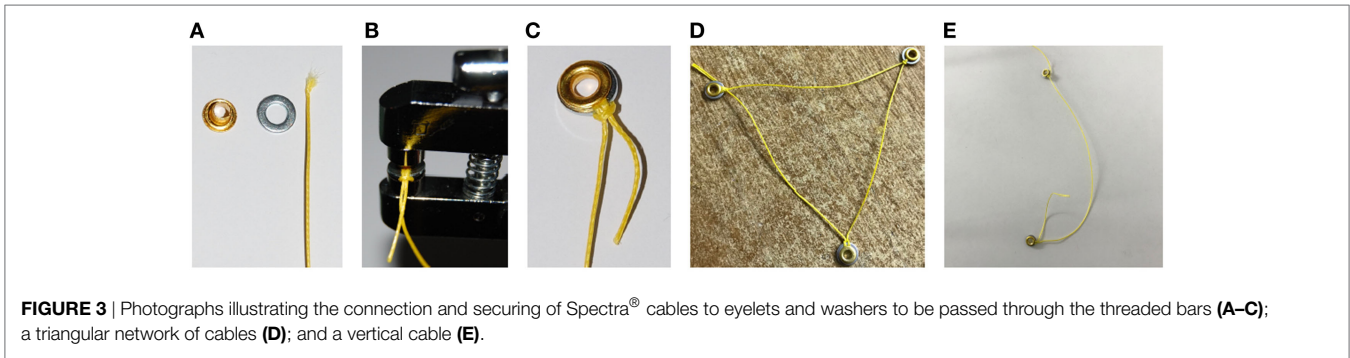 A B C D E
FIGURE 3 | Photographs illustrating the connection and securing of Spectra® cables to eyelets and washers to be passed through the threaded bars (A–C);
a triangular network of cables (D); and a vertical cable (E).